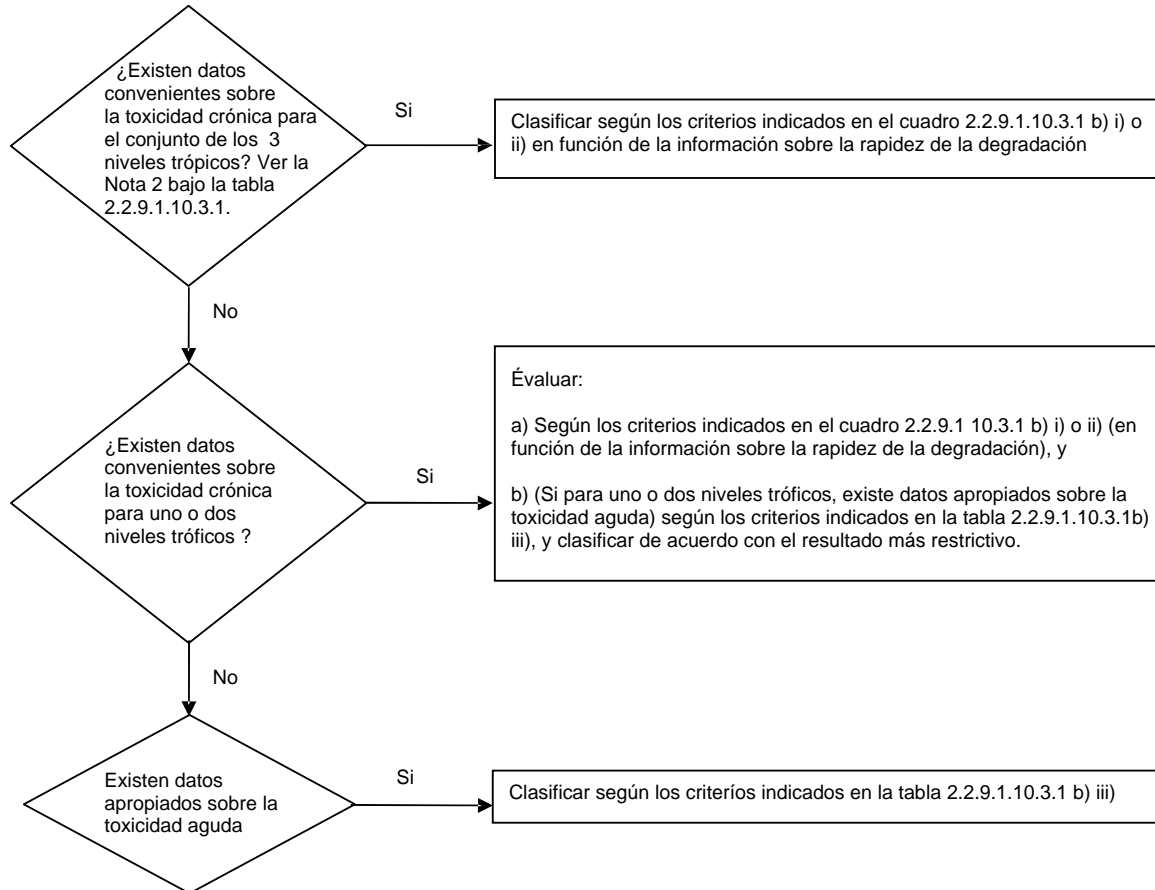 ¿Existen datos
convenientes sobre
la toxicidad crónica para
el conjunto de los 3
niveles trópicos? Ver la
Nota 2 bajo la tabla
2.2.9.1.10.3.1.
Si
Clasificar según los criterios indicados en el cuadro 2.2.9.1.10.3.1 b) i) o
ii) en función de la información sobre la rapidez de la degradación
No
¿Existen datos
convenientes sobre
la toxicidad crónica
para uno o dos
niveles tróficos ?
Si
Évaluar:
a) Según los criterios indicados en el cuadro 2.2.9.1 10.3.1 b) i) o ii) (en
función de la información sobre la rapidez de la degradación), y
b) (Si para uno o dos niveles tróficos, existe datos apropiados sobre la
toxicidad aguda) según los criterios indicados en la tabla 2.2.9.1.10.3.1b)
iii), y clasificar de acuerdo con el resultado más restrictivo.
No
Existen datos
apropiados sobre la
toxicidad aguda
Si
Clasificar según los criteríos indicados en la tabla 2.2.9.1.10.3.1 b) iii)